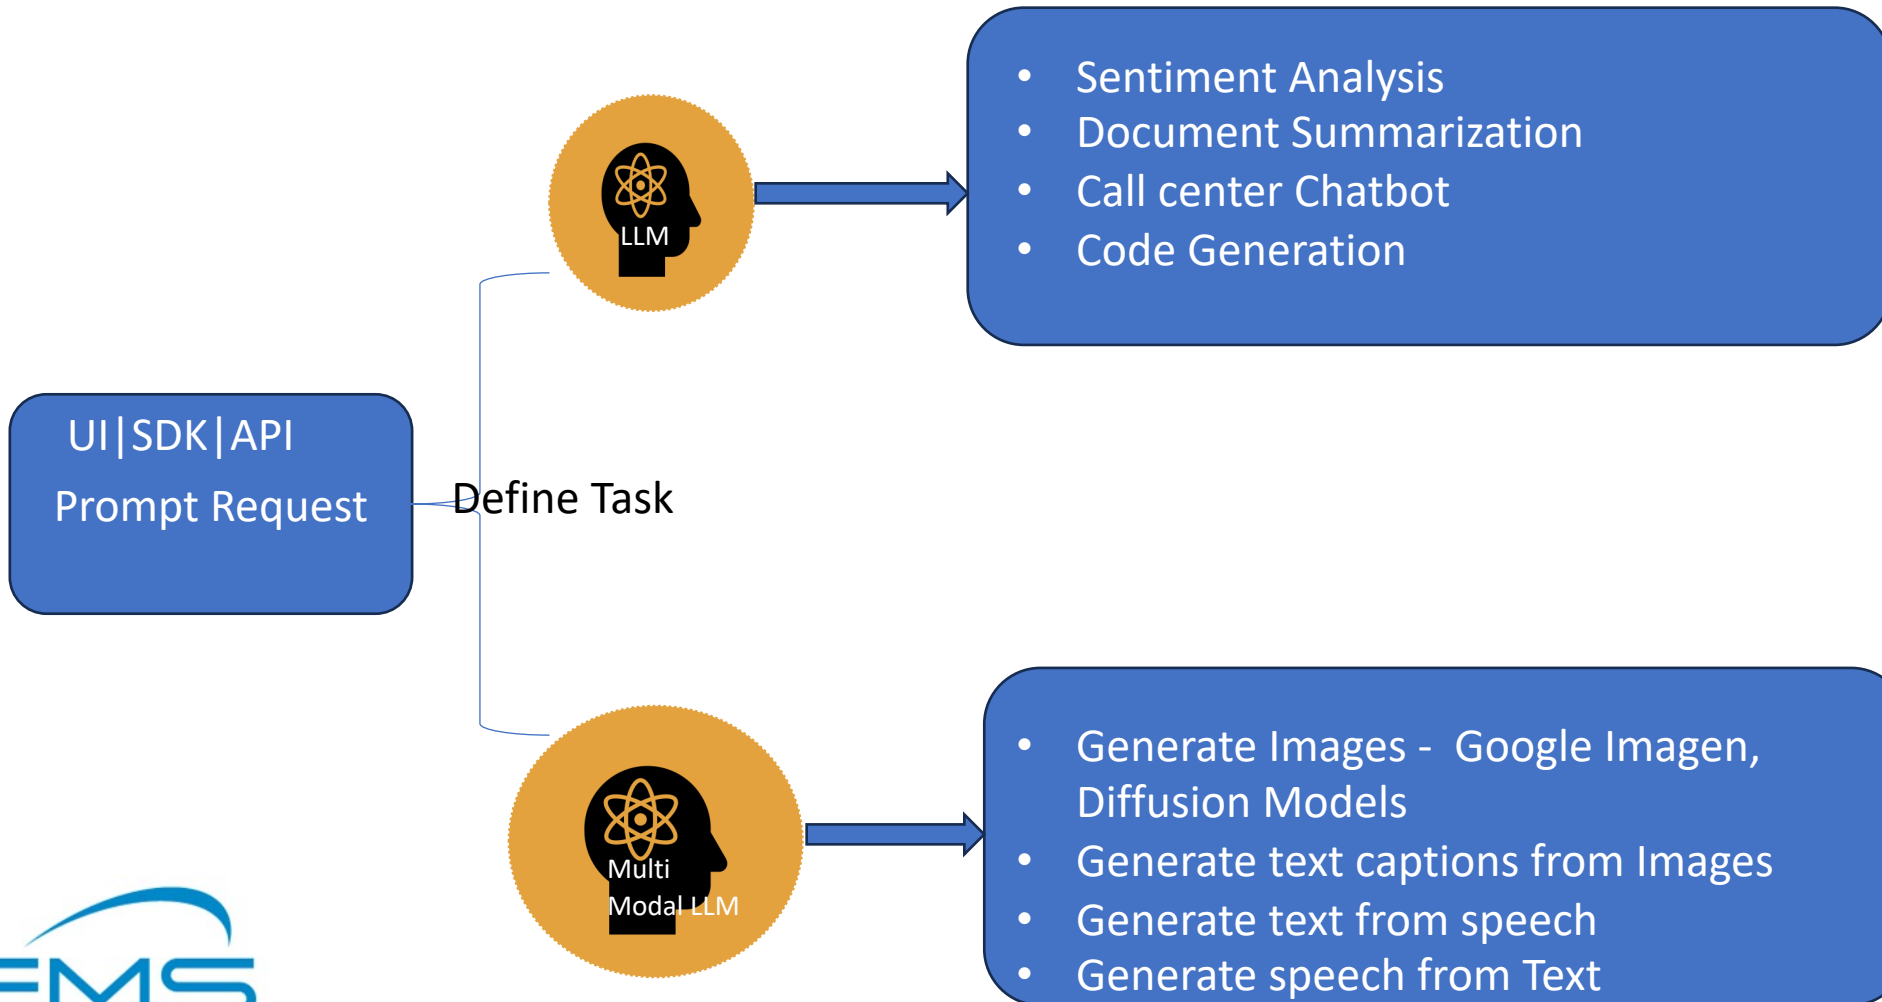 • Sentiment Analysis
• Document Summarization
• Call center Chatbot
• Code Generation
LLM
UI|SDK|API
Prompt Request
Define Task
Multi
Modal LLM
• Generate Images - Google Imagen,
Diffusion Models
• Generate text captions from Images
• Generate text from speech
• Generate speech from Text
FMS